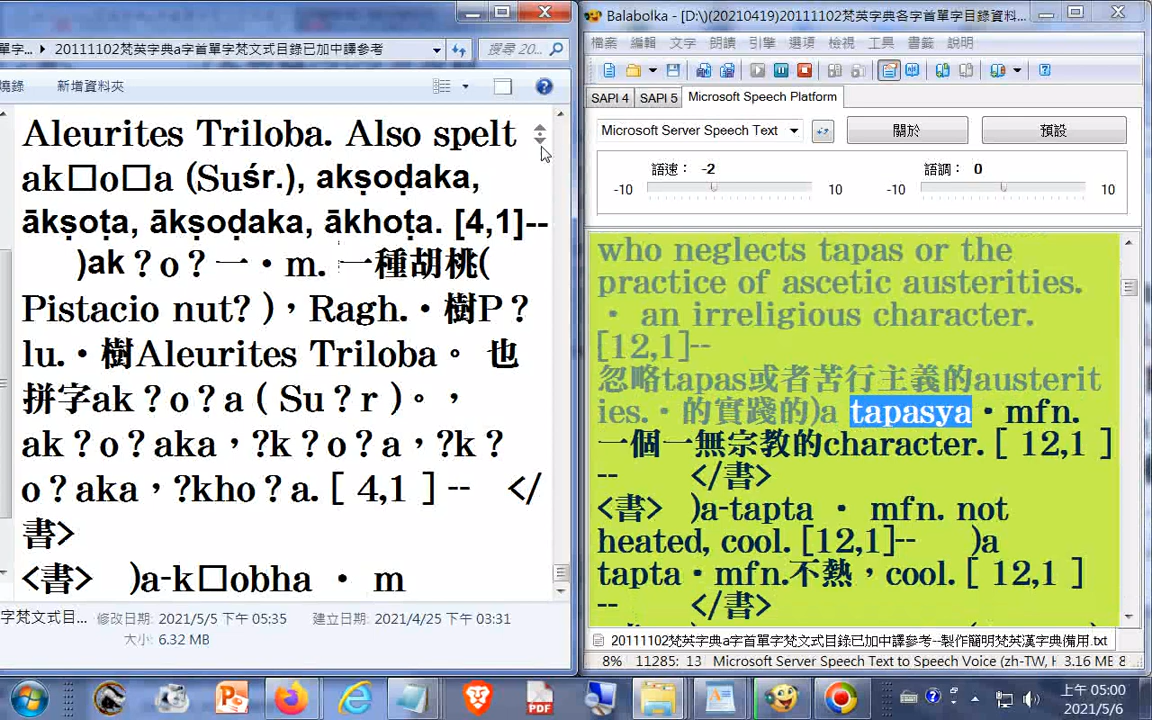 單字... ▸ 20111102梵英字典a字首單字梵文式目錄已加中譯參考
搜尋 20...
燒錄 新增資料夾
Aleurites Triloba. Also spelt
ak□o□a (Suśr.), akṣoḍaka,
ākṣoṭa, ākṣoḍaka, ākhoṭa. [4,1]--
)ak？o？一・m. 一種胡桃(
Pistacio nut? )，Ragh.・樹P？
lu.・樹Aleurites Triloba。 也
拼字ak？o？a ( Su？r )。，
ak？o？aka，?k？o？a，?k？
o？aka，?kho？a. [ 4,1 ] -- </
書>
<書> )a-k□obha ・ m
字梵文式目... 修改日期: 2021/5/5 下午 05:35 建立日期: 2021/4/25 下午 03:31
大小: 6.32 MB
Balabolka - [D:\)(20210419)20111102梵英字典各字首單字目錄資料...
檔案 編輯 文字 朗讀 引擎 選項 檢視 工具 書籤 說明
SAPI 4 SAPI 5 Microsoft Speech Platform
Microsoft Server Speech Text 關於 預設
語速: -2 語調: 0
-10 10 -10 10
who neglects tapas or the
practice of ascetic austerities.
・ an irreligious character.
[12,1]--
忽略tapas或者苦行主義的austerit
ies.・的實踐的)a tapasya・mfn.
一個一無宗教的character. [ 12,1 ]
-- </書>
<書> )a-tapta ・ mfn. not
heated, cool. [12,1]-- )a
tapta・mfn.不熱，cool. [ 12,1 ]
-- </書>
20111102梵英字典a字首單字梵文式目錄已加中譯參考--製作簡明梵英漢字典備用.txt
8% 11285: 13 Microsoft Server Speech Text to Speech Voice (zh-TW, H 3.16 MB 8
PDF
上午 05:00
2021/5/6